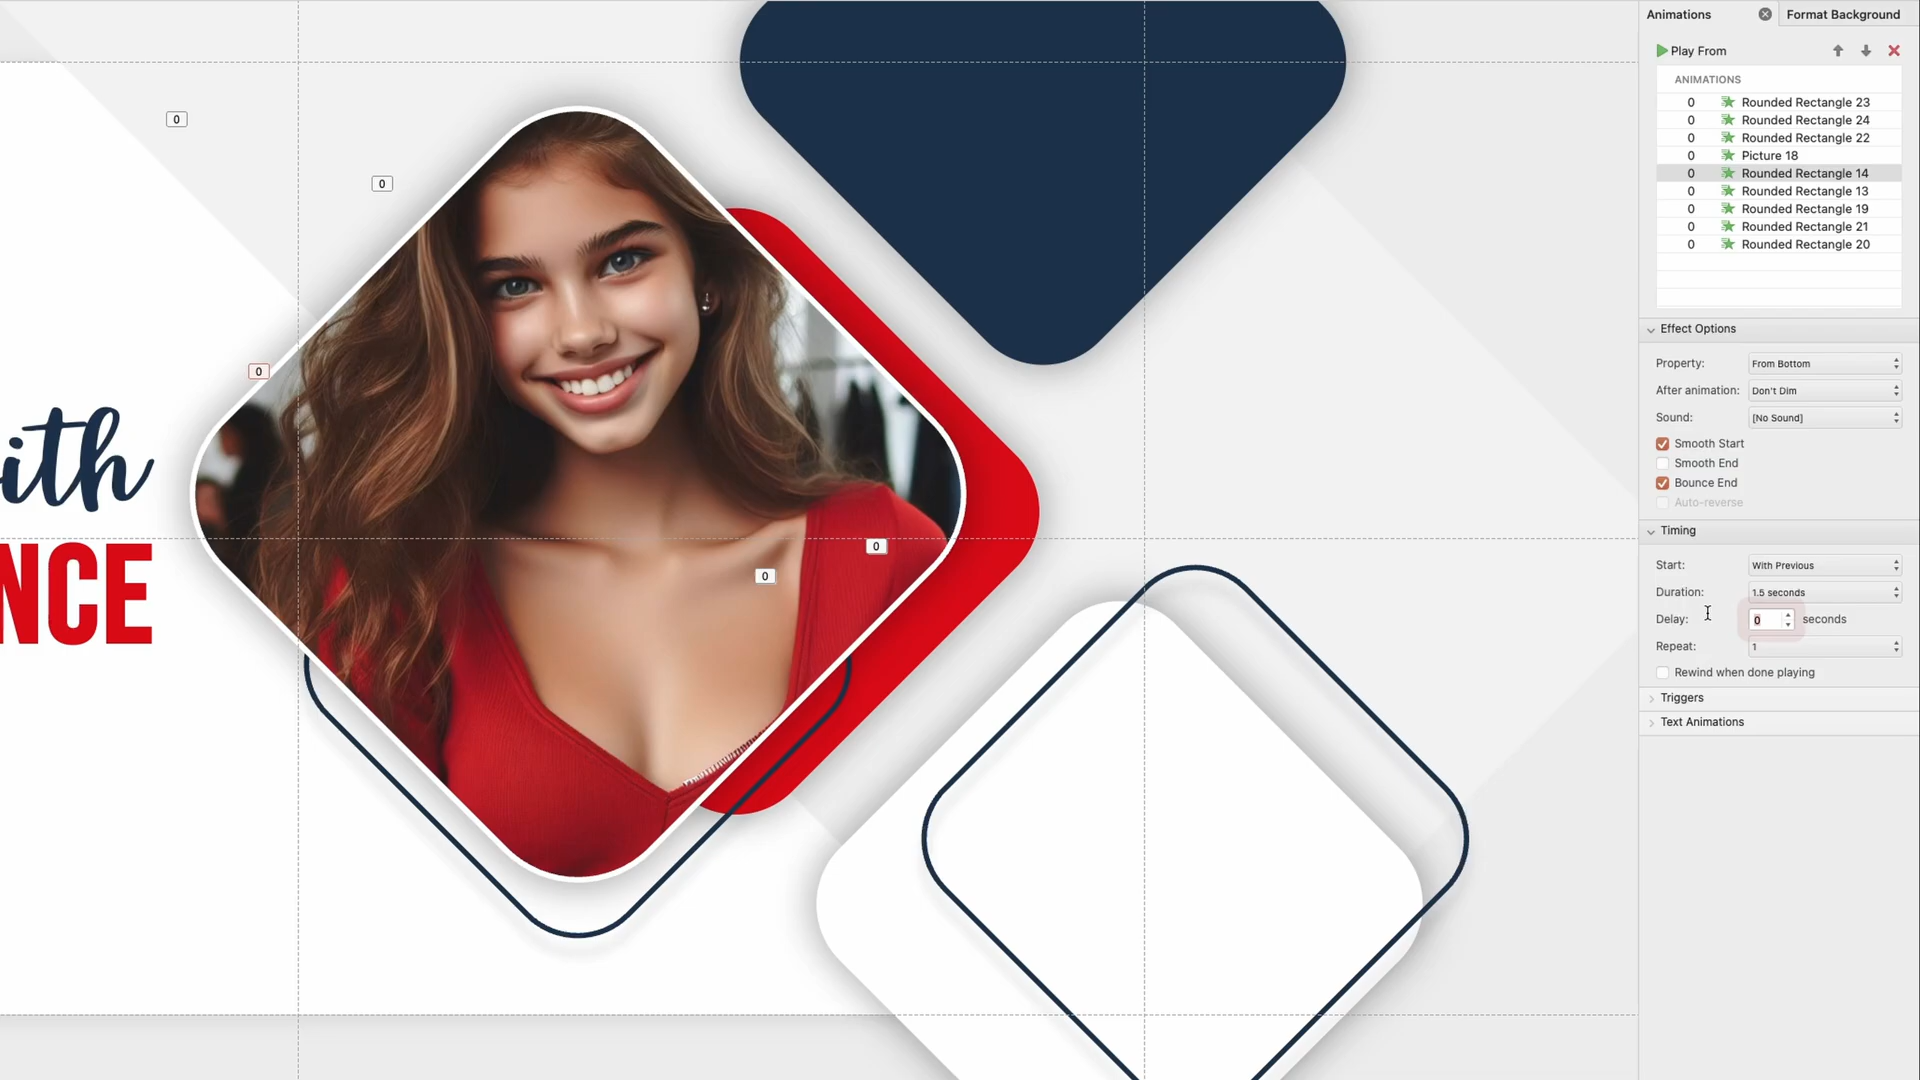 Animations
Format Background
Play From
ANIMATIONS
0 Rounded Rectangle 23
0 Rounded Rectangle 24
0 Rounded Rectangle 22
0 Picture 18
0 Rounded Rectangle 14
0 Rounded Rectangle 13
0 Rounded Rectangle 19
0 Rounded Rectangle 21
0 Rounded Rectangle 20
Effect Options
Property: From Bottom
After animation: Don't Dim
Sound: [No Sound]
Smooth Start
Smooth End
Bounce End
Auto-reverse
Timing
Start: With Previous
Duration: 1.5 seconds
Delay: 0 seconds
Repeat: 1
Rewind when done playing
Triggers
Text Animations
0
0
0
ith
0
NCE
0